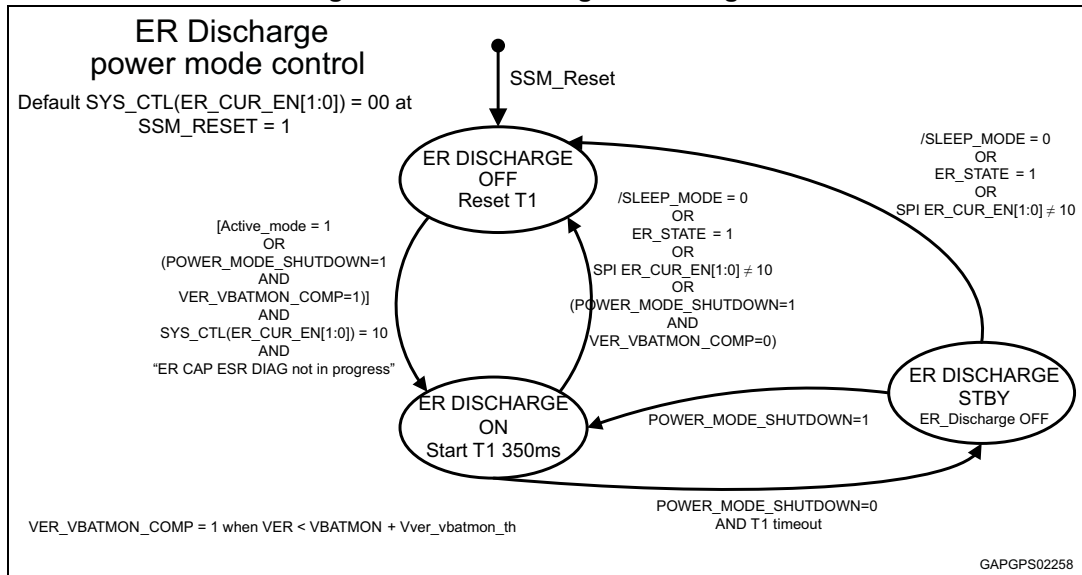 ER Discharge
power mode control
Default SYS_CTL(ER_CUR_EN[1:0]) = 00 at
SSM_RESET = 1
SSM_Reset
ER DISCHARGE
OFF
Reset T1
/SLEEP_MODE = 0
OR
ER_STATE = 1
OR
SPI ER_CUR_EN[1:0] ≠ 10
[Active_mode = 1
OR
(POWER_MODE_SHUTDOWN=1
AND
VER_VBATMON_COMP=1)]
AND
SYS_CTL(ER_CUR_EN[1:0]) = 10
AND
“ER CAP ESR DIAG not in progress”
/SLEEP_MODE = 0
OR
ER_STATE = 1
OR
SPI ER_CUR_EN[1:0] ≠ 10
OR
(POWER_MODE_SHUTDOWN=1
AND
VER_VBATMON_COMP=0)
ER DISCHARGE
STBY
ER_Discharge OFF
ER DISCHARGE
ON
Start T1 350ms
POWER_MODE_SHUTDOWN=1
POWER_MODE_SHUTDOWN=0
AND T1 timeout
VER_VBATMON_COMP = 1 when VER < VBATMON + Vver_vbatmon_th
GAPGPS02258